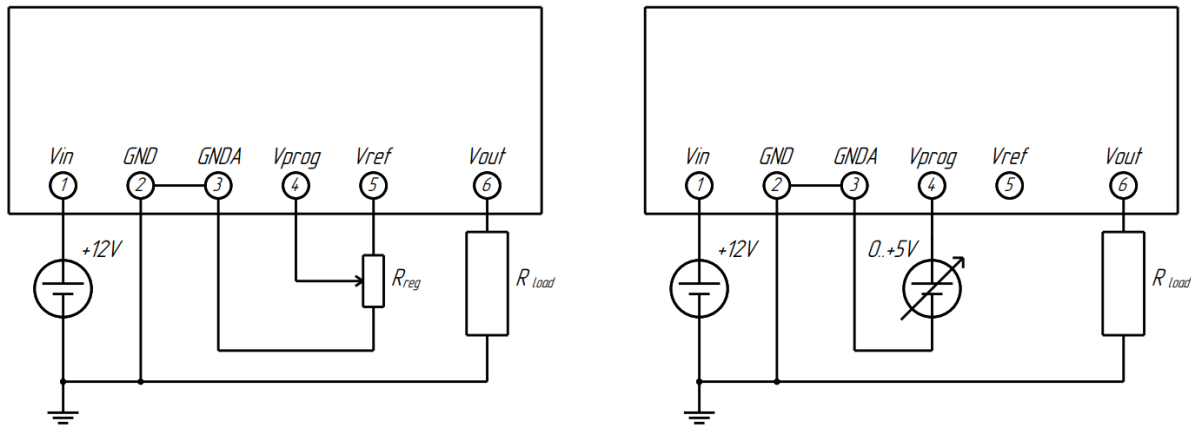 Vin GND GNDA Vprog Vref Vout
1 2 3 4 5 6
+12V
R reg
R load
Vin GND GNDA Vprog Vref Vout
1 2 3 4 5 6
+12V
0..+5V
R load